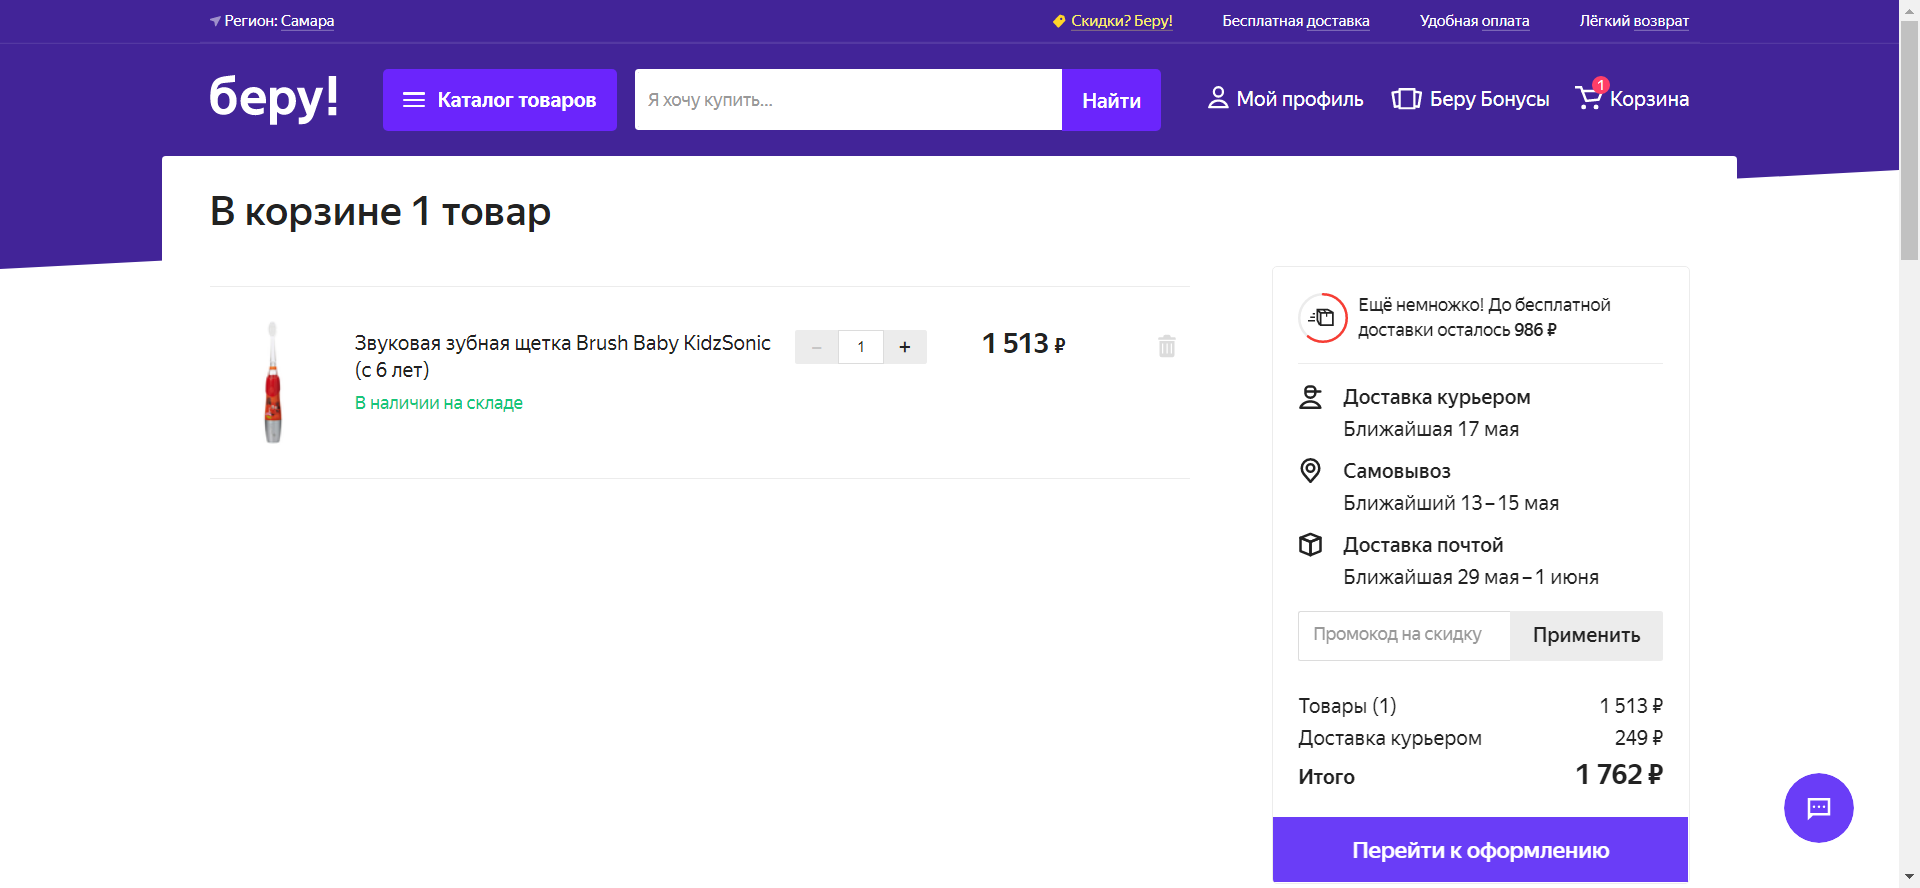 Регион: Самара
Скидки? Беру!
Бесплатная доставка
Удобная оплата
Лёгкий возврат
беру!
Каталог товаров
Я хочу купить...
Найти
Мой профиль
Беру Бонусы
1
Корзина
В корзине 1 товар
Звуковая зубная щетка Brush Baby KidzSonic
(с 6 лет)
В наличии на складе
– 1 +
1 513 ₽
Ещё немножко! До бесплатной
доставки осталось 986 ₽
Доставка курьером
Ближайшая 17 мая
Самовывоз
Ближайший 13 – 15 мая
Доставка почтой
Ближайшая 29 мая – 1 июня
Промокод на скидку
Применить
Товары (1) 1 513 ₽
Доставка курьером 249 ₽
Итого 1 762 ₽
Перейти к оформлению